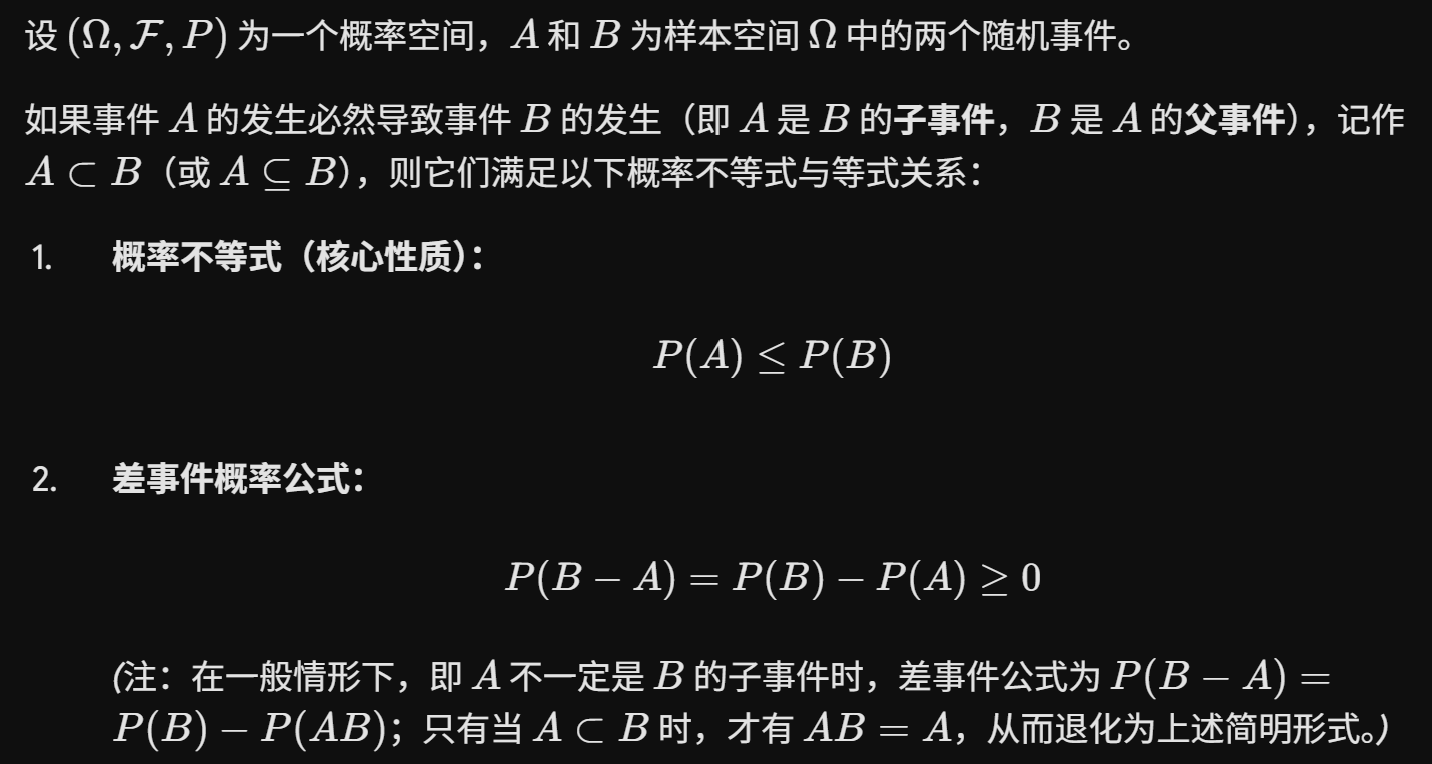 设 (Ω, ℱ, P) 为一个概率空间，A 和 B 为样本空间 Ω 中的两个随机事件。
如果事件 A 的发生必然导致事件 B 的发生（即 A 是 B 的子事件，B 是 A 的父事件），记作
A ⊂ B（或 A ⊆ B），则它们满足以下概率不等式与等式关系：
1. 概率不等式（核心性质）：
P(A) ≤ P(B)
2. 差事件概率公式：
P(B − A) = P(B) − P(A) ≥ 0
(注：在一般情形下，即 A 不一定是 B 的子事件时，差事件公式为 P(B − A) =
P(B) − P(AB)；只有当 A ⊂ B 时，才有 AB = A，从而退化为上述简明形式。)